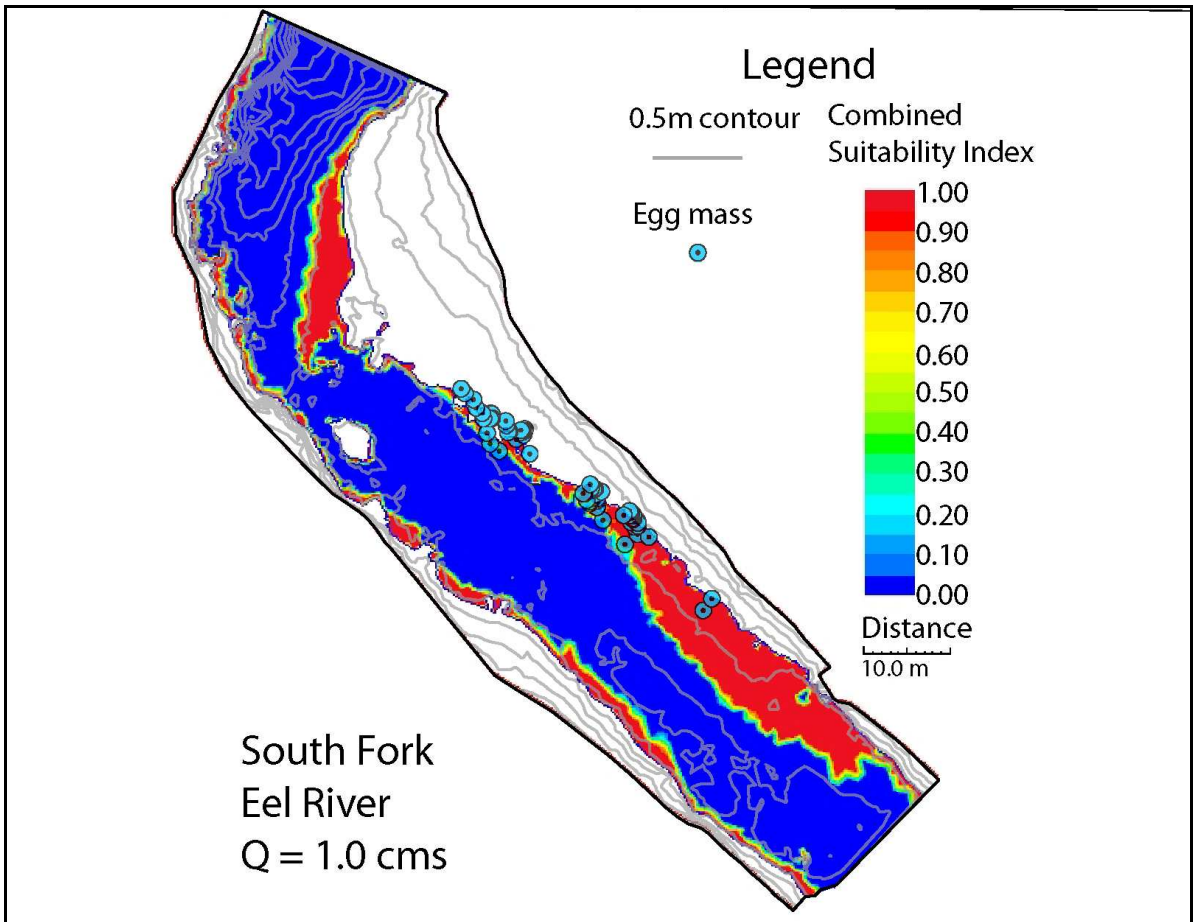 Legend
0.5m contour
Combined
Suitability Index
Egg mass
1.00
0.90
0.80
0.70
0.60
0.50
0.40
0.30
0.20
0.10
0.00
Distance
10.0 m
South Fork
Eel River
Q = 1.0 cms